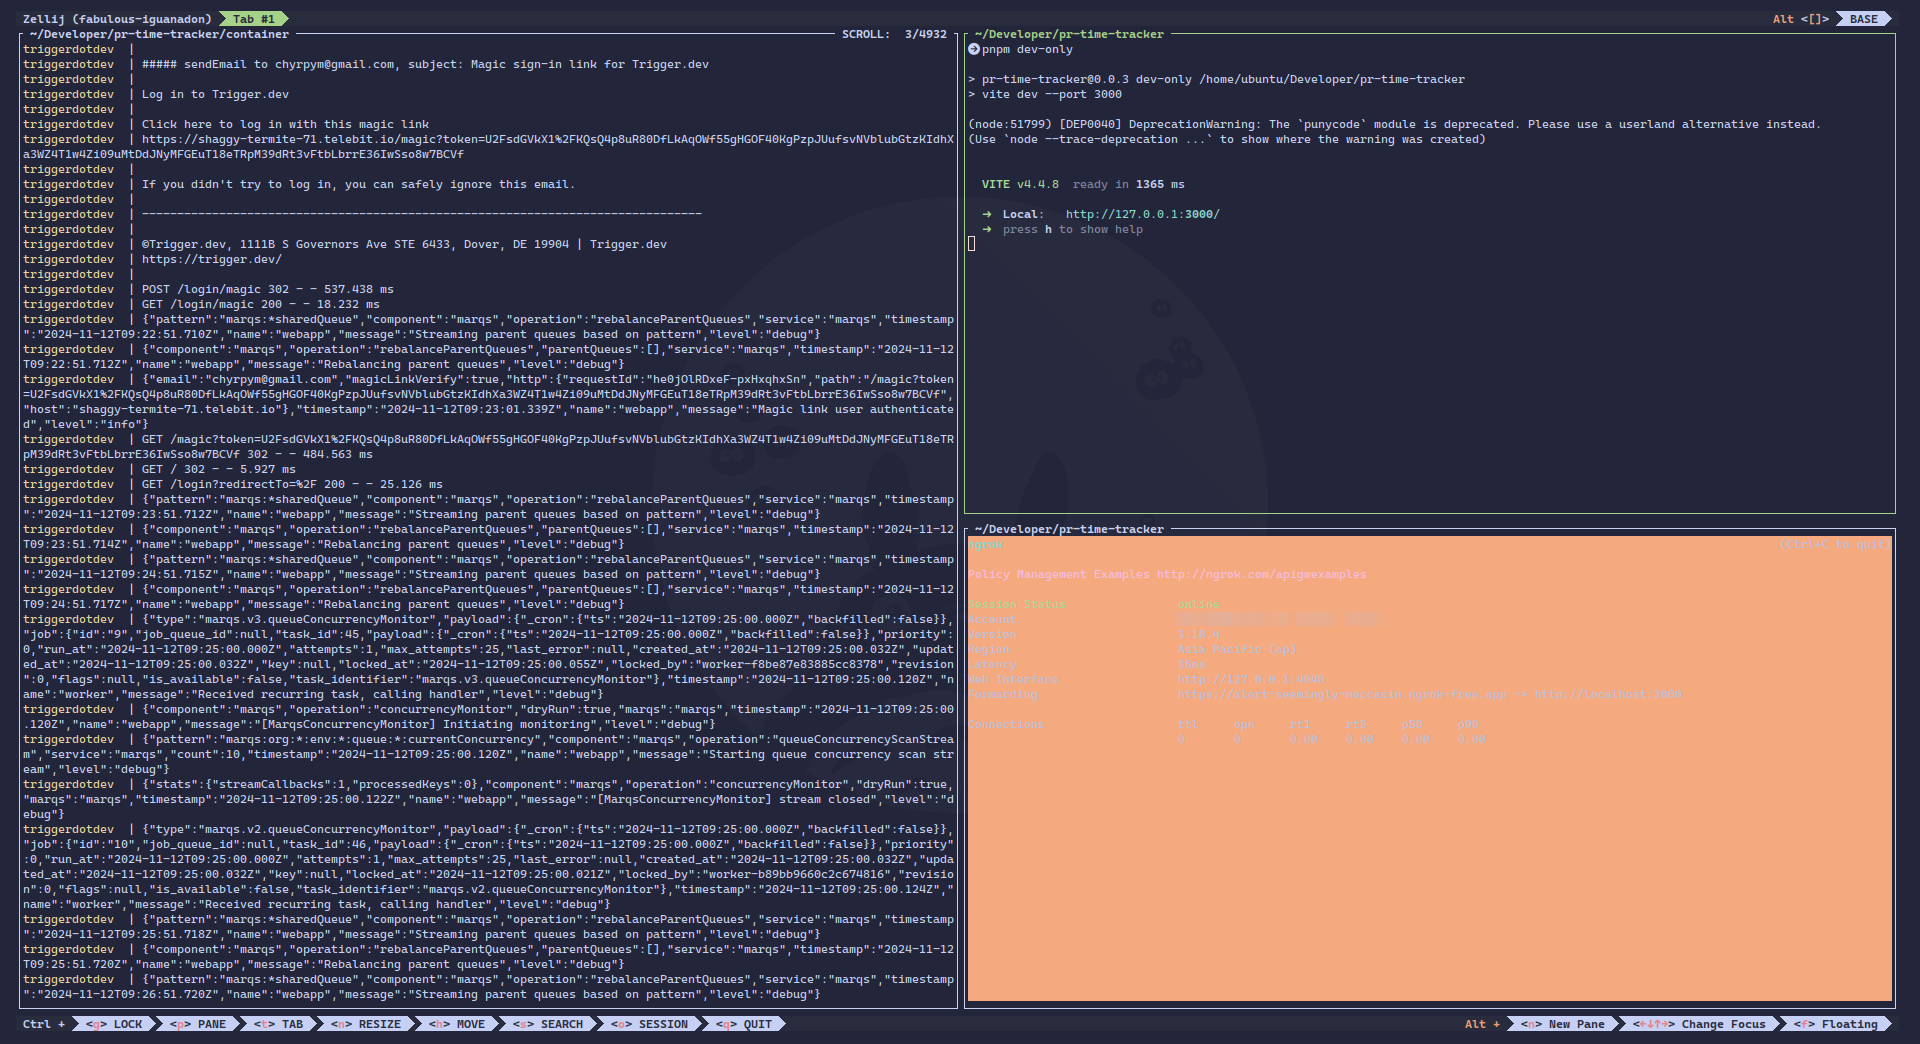 Zellij (fabulous-iguanadon) Tab #1 Alt <[]> BASE
~/Developer/pr-time-tracker/container SCROLL: 3/4932
triggerdotdev |
triggerdotdev | ##### sendEmail to chyrpym@gmail.com, subject: Magic sign-in link for Trigger.dev
triggerdotdev |
triggerdotdev | Log in to Trigger.dev
triggerdotdev |
triggerdotdev | Click here to log in with this magic link
triggerdotdev | https://shaggy-termite-71.telebit.io/magic?token=U2FsdGVkX1%2FKQsQ4p8uR80DfLkAqOWf55gHGOF40KgPzpJUufsvNVblubGtzKIdhX
a3WZ4T1w4Zi09uMtDdJNyMFGEuT18eTRpM39dRt3vFtbLbrrE36IwSso8w7BCVf
triggerdotdev |
triggerdotdev | If you didn't try to log in, you can safely ignore this email.
triggerdotdev |
triggerdotdev | --------------------------------------------------------------------------------
triggerdotdev |
triggerdotdev | ©Trigger.dev, 1111B S Governors Ave STE 6433, Dover, DE 19904 | Trigger.dev
triggerdotdev | https://trigger.dev/
triggerdotdev |
triggerdotdev | POST /login/magic 302 - - 537.438 ms
triggerdotdev | GET /login/magic 200 - - 18.232 ms
triggerdotdev | {"pattern":"marqs:*sharedQueue","component":"marqs","operation":"rebalanceParentQueues","service":"marqs","timestamp
":"2024-11-12T09:22:51.710Z","name":"webapp","message":"Streaming parent queues based on pattern","level":"debug"}
triggerdotdev | {"component":"marqs","operation":"rebalanceParentQueues","parentQueues":[],"service":"marqs","timestamp":"2024-11-12
T09:22:51.712Z","name":"webapp","message":"Rebalancing parent queues","level":"debug"}
triggerdotdev | {"email":"chyrpym@gmail.com","magicLinkVerify":true,"http":{"requestId":"he0jOlRDxeF-pxHxqhxSn","path":"/magic?token
=U2FsdGVkX1%2FKQsQ4p8uR80DfLkAqOWf55gHGOF40KgPzpJUufsvNVblubGtzKIdhXa3WZ4T1w4Zi09uMtDdJNyMFGEuT18eTRpM39dRt3vFtbLbrrE36IwSso8w7BCVf",
"host":"shaggy-termite-71.telebit.io"},"timestamp":"2024-11-12T09:23:01.339Z","name":"webapp","message":"Magic link user authenticate
d","level":"info"}
triggerdotdev | GET /magic?token=U2FsdGVkX1%2FKQsQ4p8uR80DfLkAqOWf55gHGOF40KgPzpJUufsvNVblubGtzKIdhXa3WZ4T1w4Zi09uMtDdJNyMFGEuT18eTR
pM39dRt3vFtbLbrrE36IwSso8w7BCVf 302 - - 484.563 ms
triggerdotdev | GET / 302 - - 5.927 ms
triggerdotdev | GET /login?redirectTo=%2F 200 - - 25.126 ms
triggerdotdev | {"pattern":"marqs:*sharedQueue","component":"marqs","operation":"rebalanceParentQueues","service":"marqs","timestamp
":"2024-11-12T09:23:51.712Z","name":"webapp","message":"Streaming parent queues based on pattern","level":"debug"}
triggerdotdev | {"component":"marqs","operation":"rebalanceParentQueues","parentQueues":[],"service":"marqs","timestamp":"2024-11-12
T09:23:51.714Z","name":"webapp","message":"Rebalancing parent queues","level":"debug"}
triggerdotdev | {"pattern":"marqs:*sharedQueue","component":"marqs","operation":"rebalanceParentQueues","service":"marqs","timestamp
":"2024-11-12T09:24:51.715Z","name":"webapp","message":"Streaming parent queues based on pattern","level":"debug"}
triggerdotdev | {"component":"marqs","operation":"rebalanceParentQueues","parentQueues":[],"service":"marqs","timestamp":"2024-11-12
T09:24:51.717Z","name":"webapp","message":"Rebalancing parent queues","level":"debug"}
triggerdotdev | {"type":"marqs.v3.queueConcurrencyMonitor","payload":{"_cron":{"ts":"2024-11-12T09:25:00.000Z","backfilled":false}},
"job":{"id":"9","job_queue_id":null,"task_id":45,"payload":{"_cron":{"ts":"2024-11-12T09:25:00.000Z","backfilled":false}},"priority":
0,"run_at":"2024-11-12T09:25:00.000Z","attempts":1,"max_attempts":25,"last_error":null,"created_at":"2024-11-12T09:25:00.032Z","updat
ed_at":"2024-11-12T09:25:00.032Z","key":null,"locked_at":"2024-11-12T09:25:00.055Z","locked_by":"worker-f8be87e83885cc8378","revision
":0,"flags":null,"is_available":false,"task_identifier":"marqs.v3.queueConcurrencyMonitor"},"timestamp":"2024-11-12T09:25:00.120Z","n
ame":"worker","message":"Received recurring task, calling handler","level":"debug"}
triggerdotdev | {"component":"marqs","operation":"concurrencyMonitor","dryRun":true,"marqs":"marqs","timestamp":"2024-11-12T09:25:00
.120Z","name":"webapp","message":"[MarqsConcurrencyMonitor] Initiating monitoring","level":"debug"}
triggerdotdev | {"pattern":"marqs:org:*:env:*:queue:*:currentConcurrency","component":"marqs","operation":"queueConcurrencyScanStrea
m","service":"marqs","count":10,"timestamp":"2024-11-12T09:25:00.120Z","name":"webapp","message":"Starting queue concurrency scan str
eam","level":"debug"}
triggerdotdev | {"stats":{"streamCallbacks":1,"processedKeys":0},"component":"marqs","operation":"concurrencyMonitor","dryRun":true,
"marqs":"marqs","timestamp":"2024-11-12T09:25:00.122Z","name":"webapp","message":"[MarqsConcurrencyMonitor] stream closed","level":"d
ebug"}
triggerdotdev | {"type":"marqs.v2.queueConcurrencyMonitor","payload":{"_cron":{"ts":"2024-11-12T09:25:00.000Z","backfilled":false}},
"job":{"id":"10","job_queue_id":null,"task_id":46,"payload":{"_cron":{"ts":"2024-11-12T09:25:00.000Z","backfilled":false}},"priority"
:0,"run_at":"2024-11-12T09:25:00.000Z","attempts":1,"max_attempts":25,"last_error":null,"created_at":"2024-11-12T09:25:00.032Z","upda
ted_at":"2024-11-12T09:25:00.032Z","key":null,"locked_at":"2024-11-12T09:25:00.021Z","locked_by":"worker-b89bb9660c2c674816","revisio
n":0,"flags":null,"is_available":false,"task_identifier":"marqs.v2.queueConcurrencyMonitor"},"timestamp":"2024-11-12T09:25:00.124Z","
name":"worker","message":"Received recurring task, calling handler","level":"debug"}
triggerdotdev | {"pattern":"marqs:*sharedQueue","component":"marqs","operation":"rebalanceParentQueues","service":"marqs","timestamp
":"2024-11-12T09:25:51.718Z","name":"webapp","message":"Streaming parent queues based on pattern","level":"debug"}
triggerdotdev | {"component":"marqs","operation":"rebalanceParentQueues","parentQueues":[],"service":"marqs","timestamp":"2024-11-12
T09:25:51.720Z","name":"webapp","message":"Rebalancing parent queues","level":"debug"}
triggerdotdev | {"pattern":"marqs:*sharedQueue","component":"marqs","operation":"rebalanceParentQueues","service":"marqs","timestamp
":"2024-11-12T09:26:51.720Z","name":"webapp","message":"Streaming parent queues based on pattern","level":"debug"}
~/Developer/pr-time-tracker
pnpm dev-only
> pr-time-tracker@0.0.3 dev-only /home/ubuntu/Developer/pr-time-tracker
> vite dev --port 3000
(node:51799) [DEP0040] DeprecationWarning: The `punycode` module is deprecated. Please use a userland alternative instead.
(Use `node --trace-deprecation ...` to show where the warning was created)
VITE v4.4.8 ready in 1365 ms
➜ Local: http://127.0.0.1:3000/
➜ press h to show help
~/Developer/pr-time-tracker
ngrok (Ctrl+C to quit)
Policy Management Examples http://ngrok.com/apigwexamples
Session Status online
Account
Version 3.18.4
Region Asia Pacific (ap)
Latency
Web Interface http://127.0.0.1:4040
Forwarding https://alert-seemingly-moccasin.ngrok-free.app -> http://localhost:3000
Connections ttl opn rt1 rt5 p50 p90
0 0 0.00 0.00 0.00 0.00
Ctrl + <g> LOCK <p> PANE <t> TAB <n> RESIZE <h> MOVE <s> SEARCH <o> SESSION <q> QUIT Alt + <n> New Pane <←↓↑→> Change Focus <f> Floating